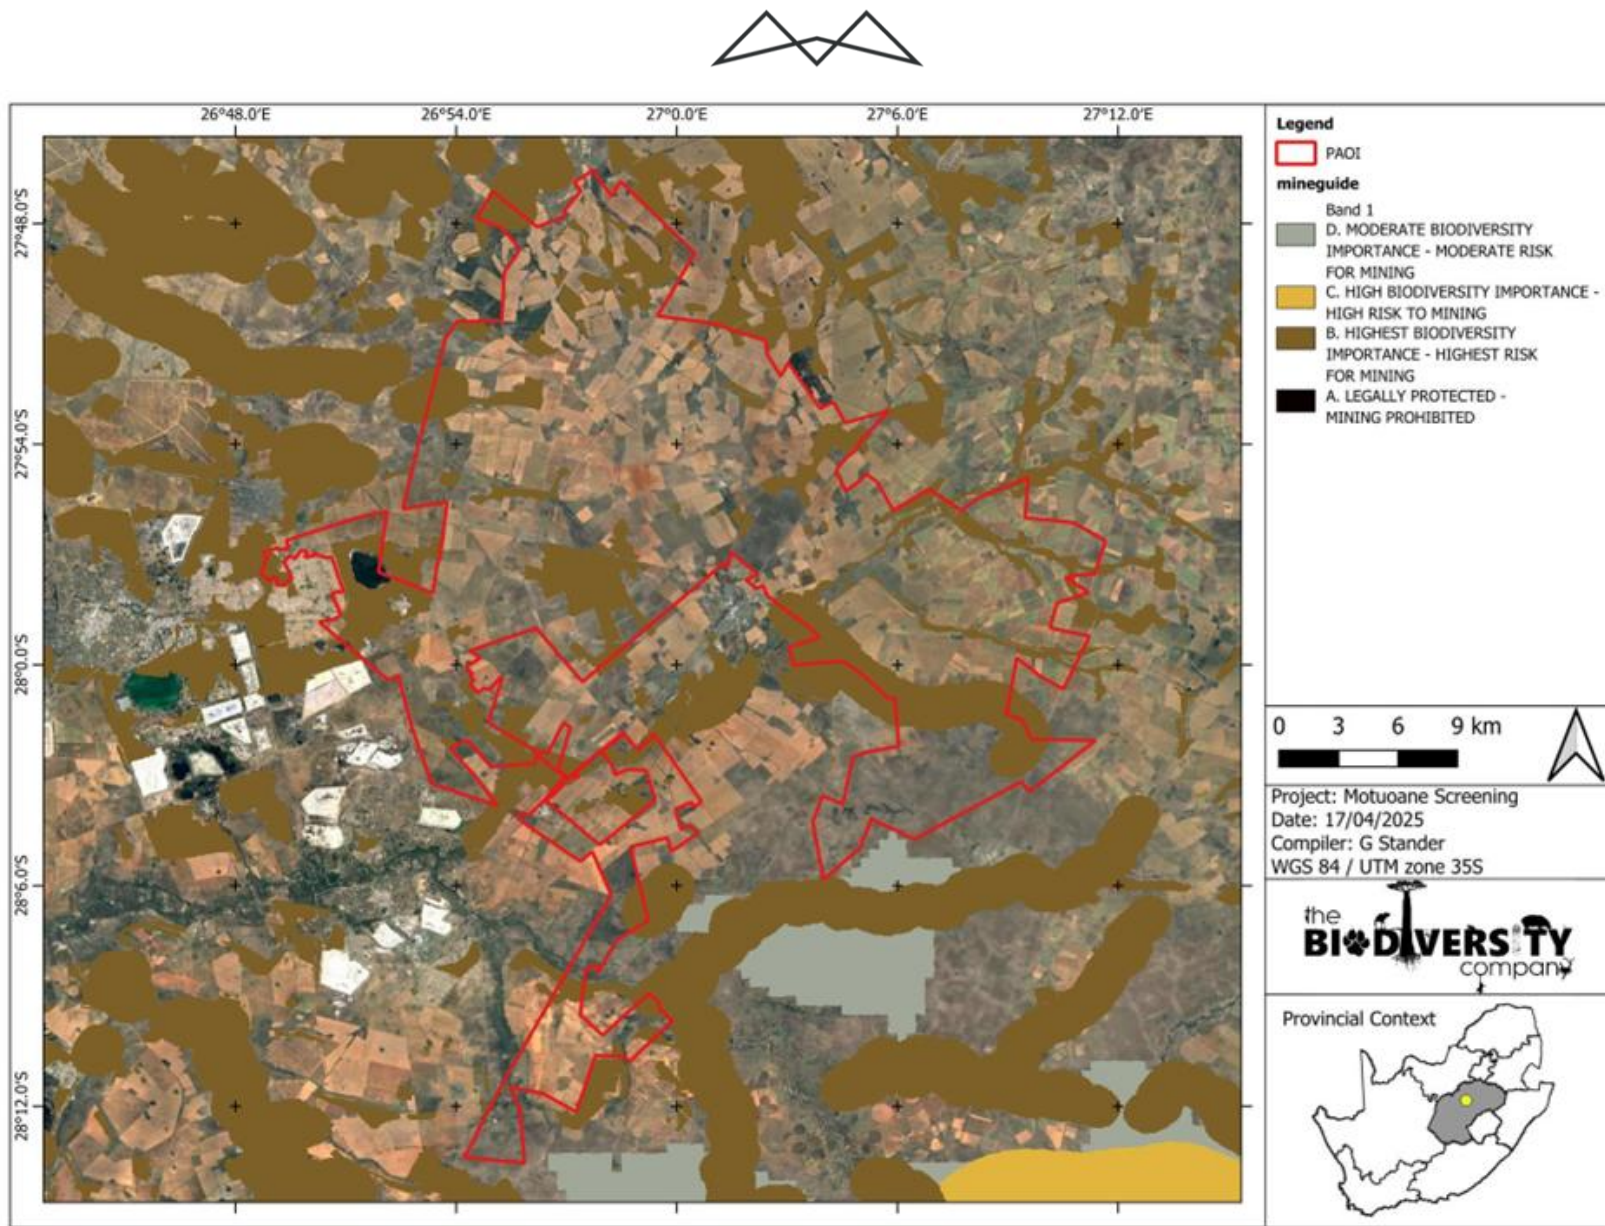 26°48.0'E
26°54.0'E
27°0.0'E
27°6.0'E
27°12.0'E
27°48.0'S
27°54.0'S
28°0.0'S
28°6.0'S
28°12.0'S
Legend
PAOI
mineguide
Band 1
D. MODERATE BIODIVERSITY
IMPORTANCE - MODERATE RISK
FOR MINING
C. HIGH BIODIVERSITY IMPORTANCE -
HIGH RISK TO MINING
B. HIGHEST BIODIVERSITY
IMPORTANCE - HIGHEST RISK
FOR MINING
A. LEGALLY PROTECTED -
MINING PROHIBITED
0 3 6 9 km
Project: Motuoane Screening
Date: 17/04/2025
Compiler: G Stander
WGS 84 / UTM zone 35S
the
BIODIVERSITY
company
Provincial Context